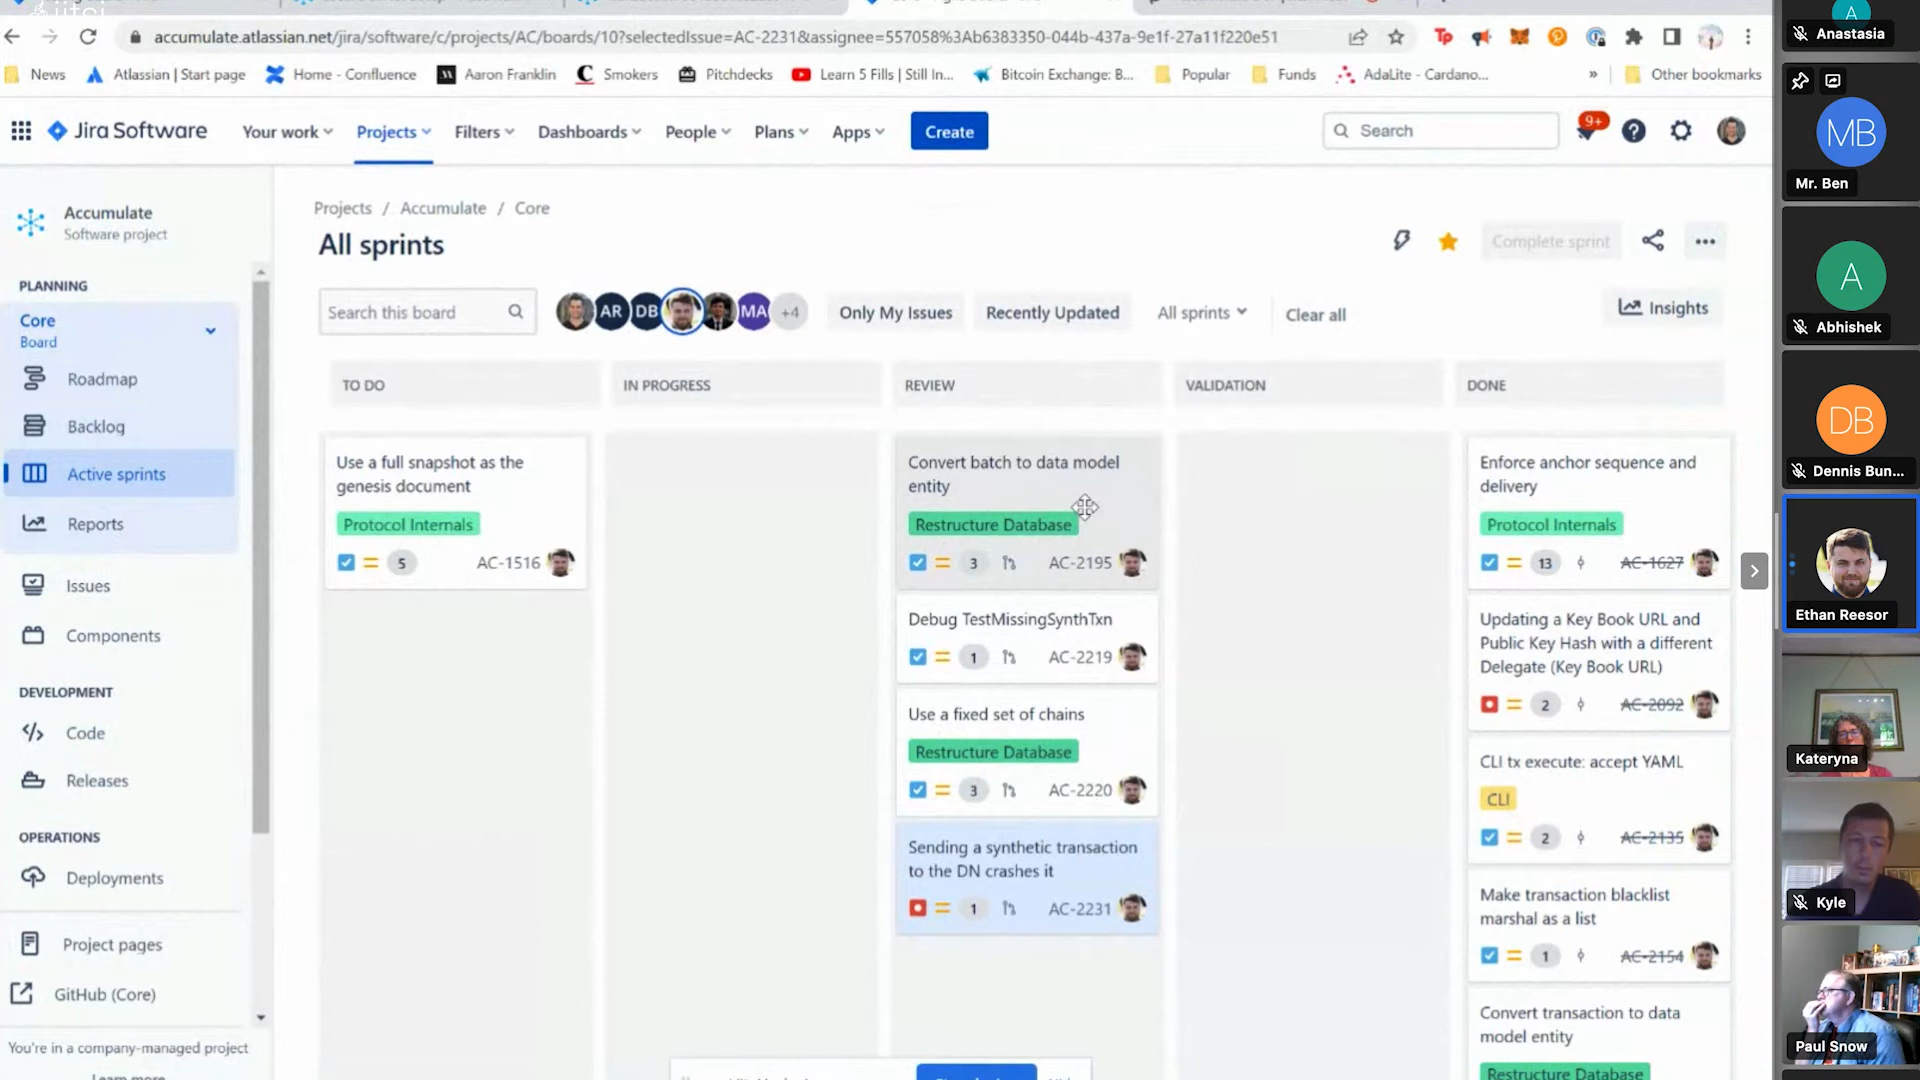 jitsi
accumulate.atlassian.net/jira/software/c/projects/AC/boards/10?selectedIssue=AC-2231&assignee=557058%3Ab6383350-044b-437a-9e1f-27a11f220e51
News
Atlassian | Start page
Home - Confluence
Aaron Franklin
Smokers
Pitchdecks
Learn 5 Fills | Still In...
Bitcoin Exchange: B...
Popular
Funds
AdaLite - Cardano...
»
Other bookmarks
Jira Software
Your work
Projects
Filters
Dashboards
People
Plans
Apps
Create
Search
9+
Accumulate
Software project
PLANNING
Core
Board
Roadmap
Backlog
Active sprints
Reports
Issues
Components
DEVELOPMENT
Code
Releases
OPERATIONS
Deployments
Project pages
GitHub (Core)
You're in a company-managed project
Learn more
Projects / Accumulate / Core
All sprints
Complete sprint
Search this board
AR
DB
MA
+4
Only My Issues
Recently Updated
All sprints
Clear all
Insights
TO DO
Use a full snapshot as the
genesis document
Protocol Internals
5
AC-1516
IN PROGRESS
REVIEW
Convert batch to data model
entity
Restructure Database
3
AC-2195
Debug TestMissingSynthTxn
1
AC-2219
Use a fixed set of chains
Restructure Database
3
AC-2220
Sending a synthetic transaction
to the DN crashes it
1
AC-2231
VALIDATION
DONE
Enforce anchor sequence and
delivery
Protocol Internals
13
AC-1627
Updating a Key Book URL and
Public Key Hash with a different
Delegate (Key Book URL)
2
AC-2092
CLI tx execute: accept YAML
CLI
2
AC-2135
Make transaction blacklist
marshal as a list
1
AC-2154
Convert transaction to data
model entity
Restructure Database
A
Anastasia
MB
Mr. Ben
A
Abhishek
DB
Dennis Bun...
Ethan Reesor
Kateryna
Kyle
Paul Snow